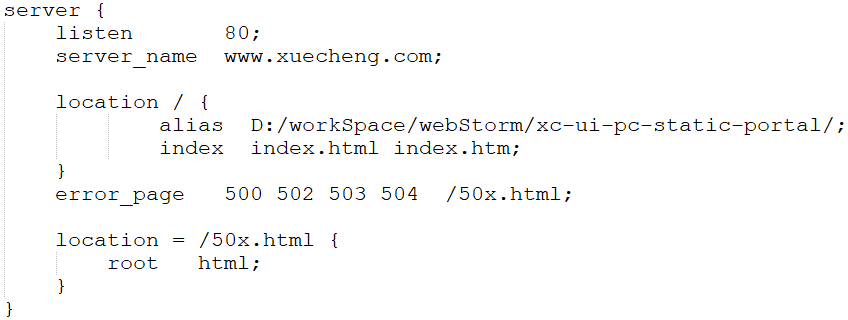 server {
    listen       80;
    server_name  www.xuecheng.com;

    location / {
            alias  D:/workSpace/webStorm/xc-ui-pc-static-portal/;
            index  index.html index.htm;
    }
    error_page   500 502 503 504  /50x.html;

    location = /50x.html {
        root   html;
    }
}